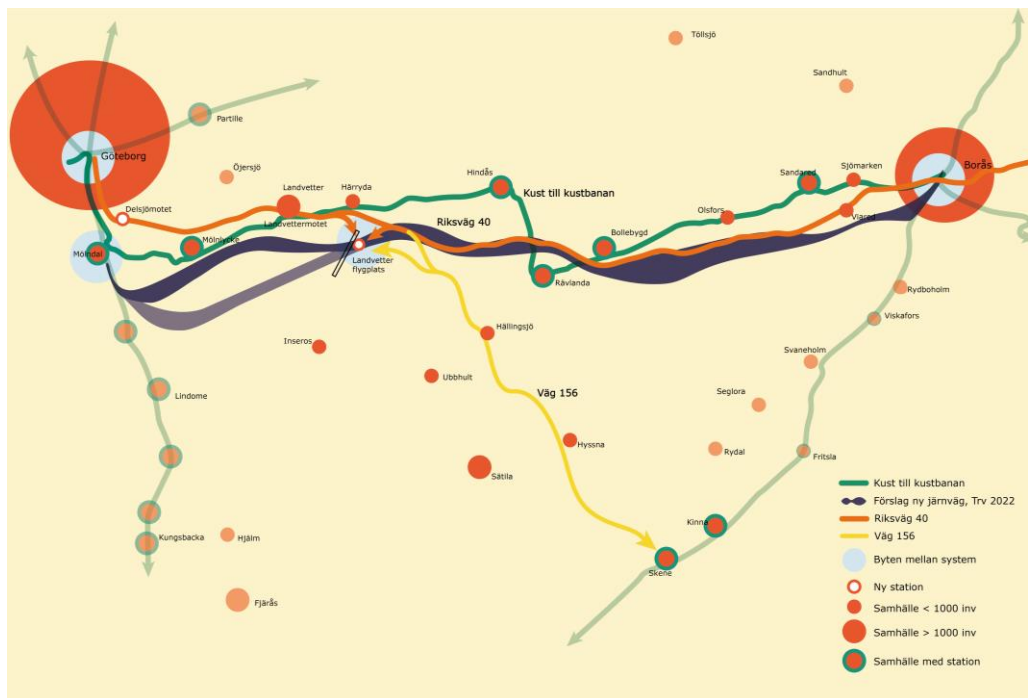 Töllsjö
Sandhult
Partille
Göteborg
Öjersjö
Borås
Hindås
Sandared
Sjömarken
Landvetter
Härryda
Kust till kustbanan
Delsjömotet
Landvettermotet
Riksväg 40
Olsfors
Viared
Mölnlycke
Bollebygd
Mölndal
Landvetter
flygplats
Rävlanda
Rydboholm
Viskafors
Hällingsjö
Inseros
Svaneholm
Ubbhult
Lindome
Väg 156
Seglora
Hyssna
Rydal
Fritsla
Sätila
Kinna
Kungsbacka
Hjälm
Skene
Fjärås
Kust till kustbanan
Förslag ny järnväg, Trv 2022
Riksväg 40
Väg 156
Byten mellan system
Ny station
Samhälle < 1000 inv
Samhälle > 1000 inv
Samhälle med station